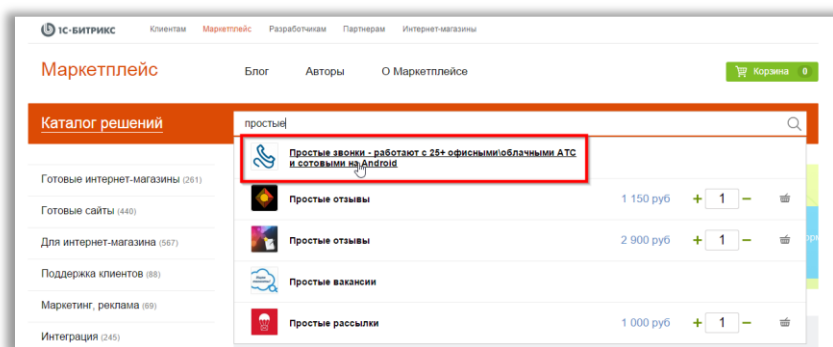 1С-БИТРИКС Клиентам Маркетплейс Разработчикам Партнерам Интернет-магазины
Маркетплейс Блог Авторы О Маркетплейсе Корзина 0
Каталог решений простые
Простые звонки - работают с 25+ офисными\облачными АТС
и сотовыми на Android
Готовые интернет-магазины (261)
Простые отзывы 1 150 руб + 1 −
Готовые сайты (440)
Для интернет-магазина (567) Простые отзывы 2 900 руб + 1 −
Поддержка клиентов (88)
Простые вакансии
Маркетинг, реклама (69)
Простые рассылки 1 000 руб + 1 −
Интеграция (245)